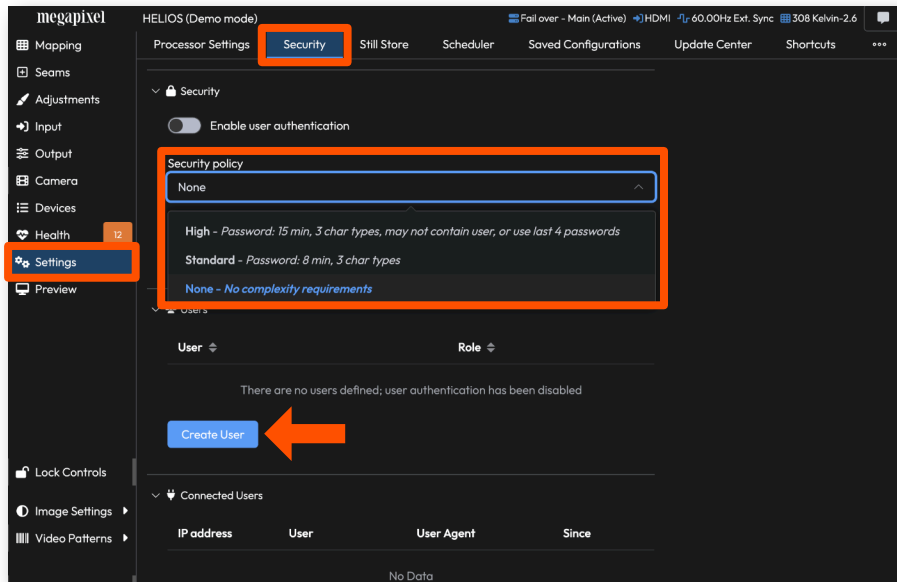 megapixel
HELIOS (Demo mode)
Fail over - Main (Active) HDMI 60.00Hz Ext. Sync 308 Kelvin-2.6
Mapping
Seams
Adjustments
Input
Output
Camera
Devices
Health 12
Settings
Preview
Lock Controls
Image Settings
Video Patterns
Processor Settings Security Still Store Scheduler Saved Configurations Update Center Shortcuts
Security
Enable user authentication
Security policy
None
High - Password: 15 min, 3 char types, may not contain user, or use last 4 passwords
Standard - Password: 8 min, 3 char types
None - No complexity requirements
Users
User Role
There are no users defined; user authentication has been disabled
Create User
Connected Users
IP address User User Agent Since
No Data